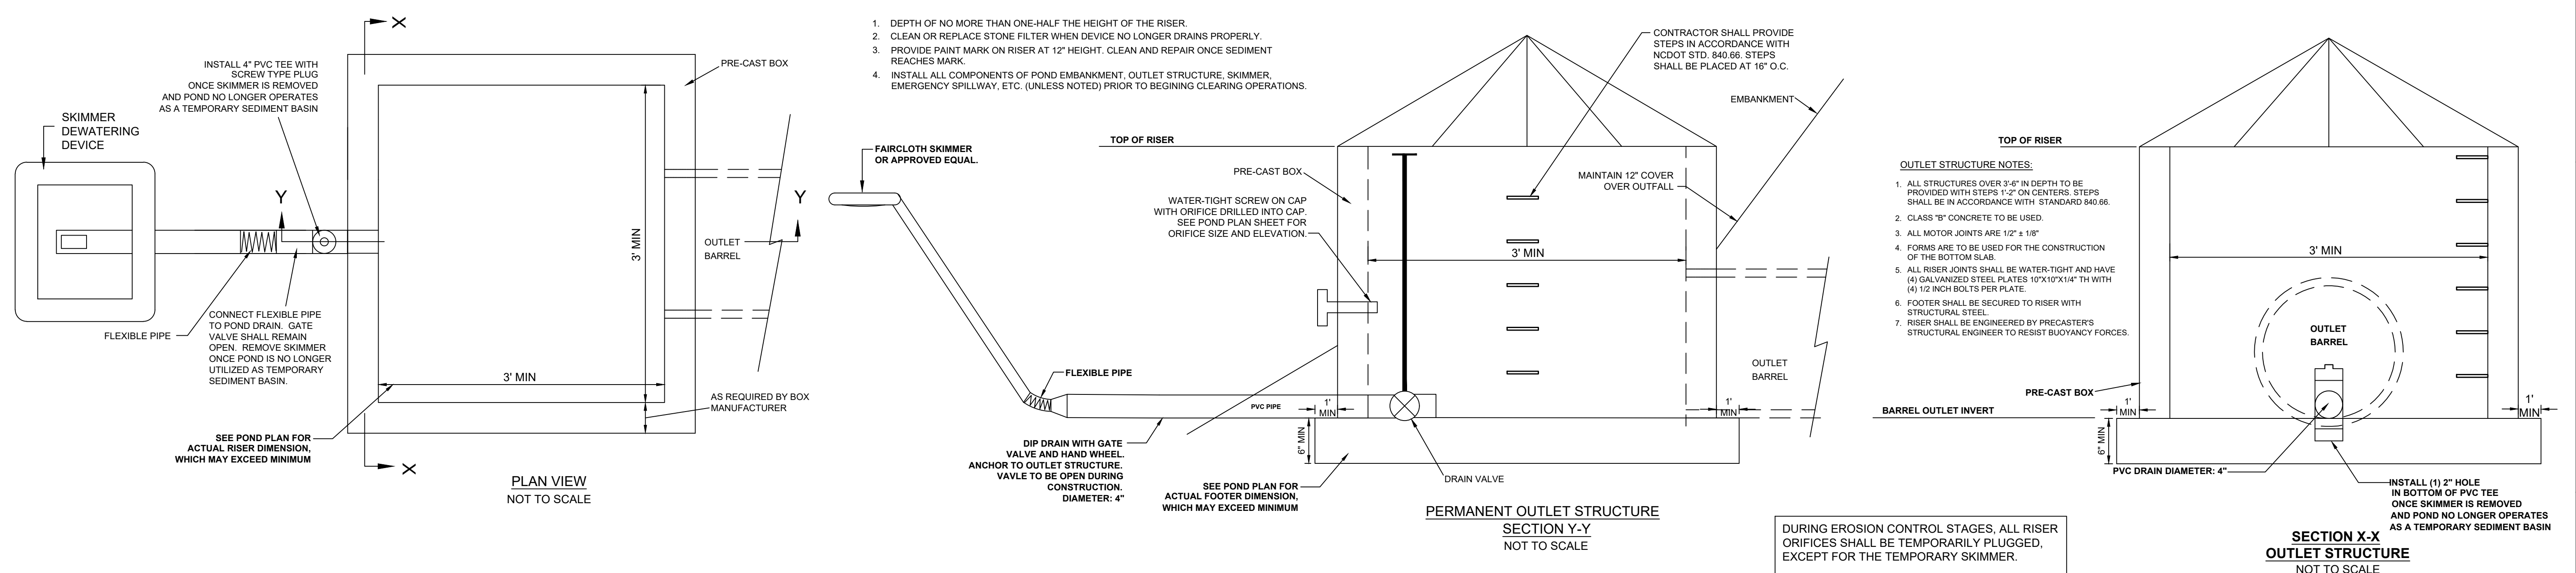 X
INSTALL 4" PVC TEE WITH
SCREW TYPE PLUG
ONCE SKIMMER IS REMOVED
AND POND NO LONGER OPERATES
AS A TEMPORARY SEDIMENT BASIN
PRE-CAST BOX
SKIMMER
DEWATERING
DEVICE
Y
Y
3' MIN
OUTLET
BARREL
FLEXIBLE PIPE
CONNECT FLEXIBLE PIPE
TO POND DRAIN. GATE
VALVE SHALL REMAIN
OPEN. REMOVE SKIMMER
ONCE POND IS NO LONGER
UTILIZED AS TEMPORARY
SEDIMENT BASIN.
3' MIN
AS REQUIRED BY BOX
MANUFACTURER
SEE POND PLAN FOR
ACTUAL RISER DIMENSION,
WHICH MAY EXCEED MINIMUM
X
PLAN VIEW
NOT TO SCALE
1. DEPTH OF NO MORE THAN ONE-HALF THE HEIGHT OF THE RISER.
2. CLEAN OR REPLACE STONE FILTER WHEN DEVICE NO LONGER DRAINS PROPERLY.
3. PROVIDE PAINT MARK ON RISER AT 12" HEIGHT. CLEAN AND REPAIR ONCE SEDIMENT
REACHES MARK.
4. INSTALL ALL COMPONENTS OF POND EMBANKMENT, OUTLET STRUCTURE, SKIMMER,
EMERGENCY SPILLWAY, ETC. (UNLESS NOTED) PRIOR TO BEGINING CLEARING OPERATIONS.
CONTRACTOR SHALL PROVIDE
STEPS IN ACCORDANCE WITH
NCDOT STD. 840.66. STEPS
SHALL BE PLACED AT 16" O.C.
EMBANKMENT
TOP OF RISER
FAIRCLOTH SKIMMER
OR APPROVED EQUAL.
PRE-CAST BOX
MAINTAIN 12" COVER
OVER OUTFALL
WATER-TIGHT SCREW ON CAP
WITH ORIFICE DRILLED INTO CAP.
SEE POND PLAN SHEET FOR
ORIFICE SIZE AND ELEVATION.
3' MIN
FLEXIBLE PIPE
OUTLET
BARREL
PVC PIPE
1'
MIN
1'
MIN
6" MIN
DIP DRAIN WITH GATE
VALVE AND HAND WHEEL.
ANCHOR TO OUTLET STRUCTURE.
VAVLE TO BE OPEN DURING
CONSTRUCTION.
DIAMETER: 4"
DRAIN VALVE
SEE POND PLAN FOR
ACTUAL FOOTER DIMENSION,
WHICH MAY EXCEED MINIMUM
PERMANENT OUTLET STRUCTURE
SECTION Y-Y
NOT TO SCALE
DURING EROSION CONTROL STAGES, ALL RISER
ORIFICES SHALL BE TEMPORARILY PLUGGED,
EXCEPT FOR THE TEMPORARY SKIMMER.
TOP OF RISER
OUTLET STRUCTURE NOTES:
1. ALL STRUCTURES OVER 3'-6" IN DEPTH TO BE
PROVIDED WITH STEPS 1'-2" ON CENTERS. STEPS
SHALL BE IN ACCORDANCE WITH STANDARD 840.66.
2. CLASS "B" CONCRETE TO BE USED.
3. ALL MOTOR JOINTS ARE 1/2" ± 1/8"
4. FORMS ARE TO BE USED FOR THE CONSTRUCTION
OF THE BOTTOM SLAB.
5. ALL RISER JOINTS SHALL BE WATER-TIGHT AND HAVE
(4) GALVANIZED STEEL PLATES 10"X10"X1/4" TH WITH
(4) 1/2 INCH BOLTS PER PLATE.
6. FOOTER SHALL BE SECURED TO RISER WITH
STRUCTURAL STEEL.
7. RISER SHALL BE ENGINEERED BY PRECASTER'S
STRUCTURAL ENGINEER TO RESIST BUOYANCY FORCES.
3' MIN
OUTLET
BARREL
PRE-CAST BOX
BARREL OUTLET INVERT
1'
MIN
1'
MIN
6" MIN
PVC DRAIN DIAMETER: 4"
INSTALL (1) 2" HOLE
IN BOTTOM OF PVC TEE
ONCE SKIMMER IS REMOVED
AND POND NO LONGER OPERATES
AS A TEMPORARY SEDIMENT BASIN
SECTION X-X
OUTLET STRUCTURE
NOT TO SCALE